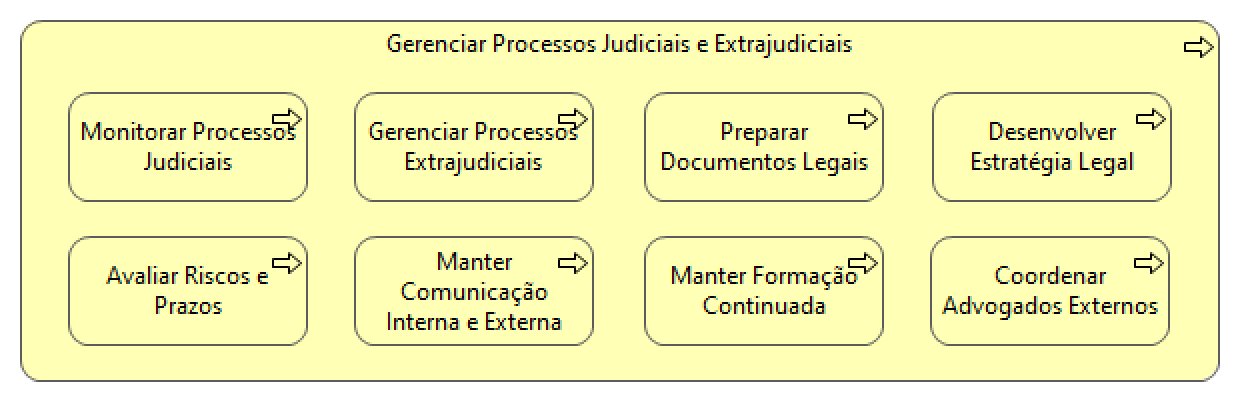 Gerenciar Processos Judiciais e Extrajudiciais
Monitorar Processos
Judiciais
Gerenciar Processos
Extrajudiciais
Preparar
Documentos Legais
Desenvolver
Estratégia Legal
Avaliar Riscos e
Prazos
Manter
Comunicação
Interna e Externa
Manter Formação
Continuada
Coordenar
Advogados Externos